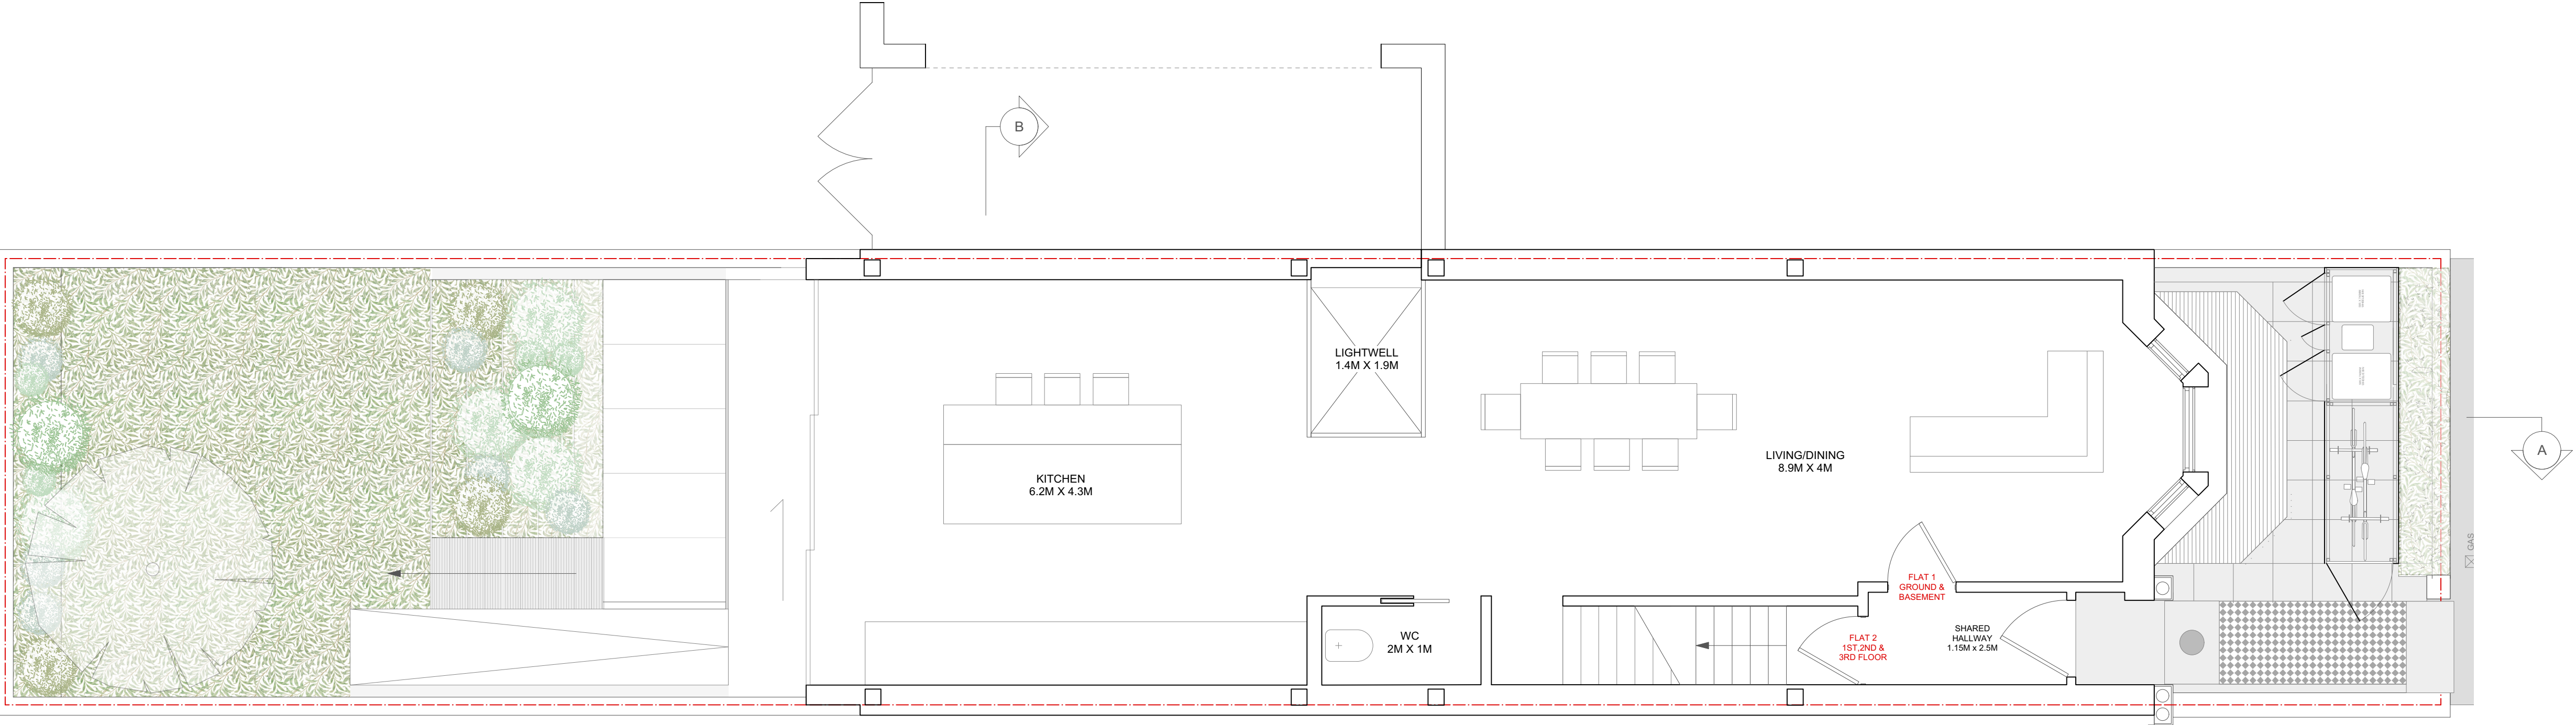 B
LIGHTWELL
1.4M X 1.9M
KITCHEN
6.2M X 4.3M
LIVING/DINING
8.9M X 4M
A
GAS
FLAT 1
GROUND &
BASEMENT
WC
2M X 1M
FLAT 2
1ST,2ND &
3RD FLOOR
SHARED
HALLWAY
1.15M x 2.5M